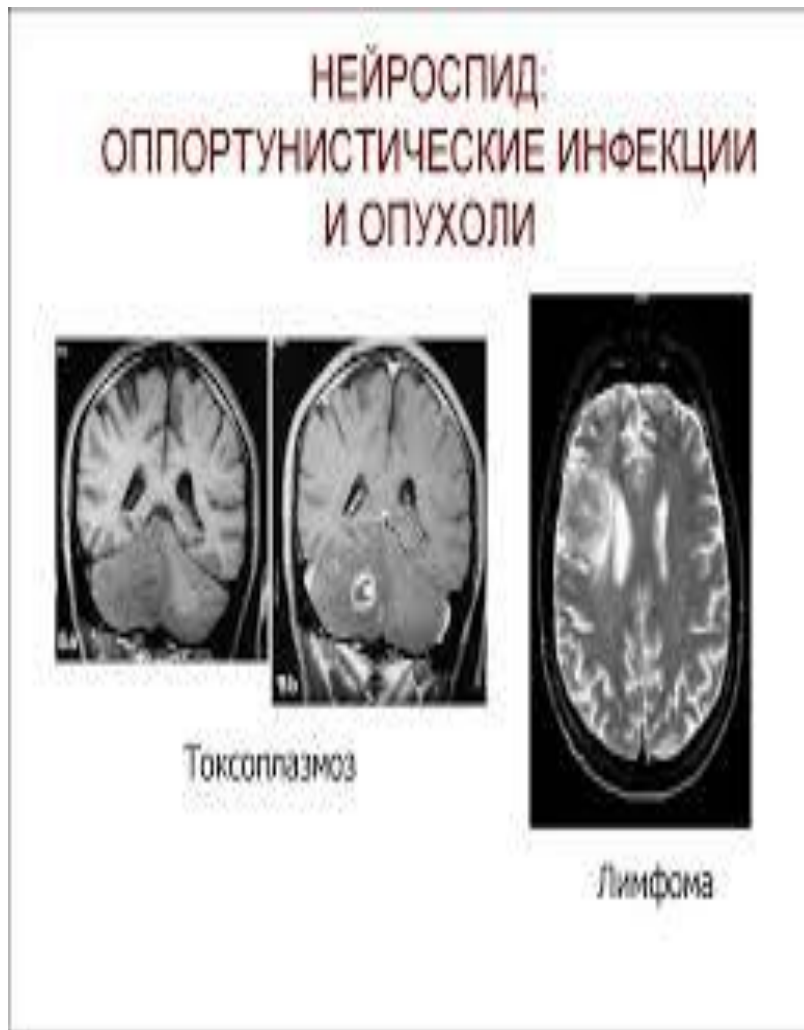 НЕЙРОСПИД:
ОППОРТУНИСТИЧЕСКИЕ ИНФЕКЦИИ
И ОПУХОЛИ
Токсоплазмоз
Лимфома